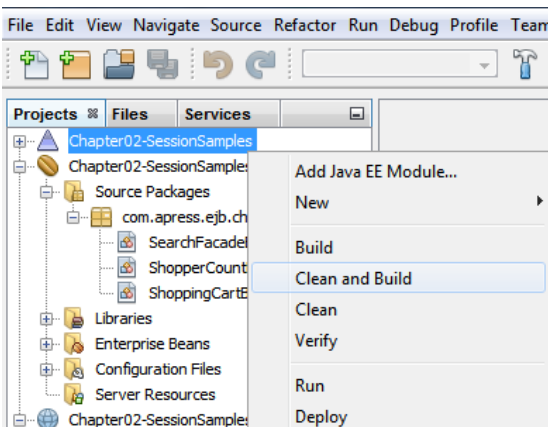 File Edit View Navigate Source Refactor Run Debug Profile Team
Projects Files Services
Chapter02-SessionSamples
Chapter02-SessionSamples
Source Packages
com.apress.ejb.ch
SearchFacadeB
ShopperCount
ShoppingCartB
Libraries
Enterprise Beans
Configuration Files
Server Resources
Chapter02-SessionSamples
Add Java EE Module...
New
Build
Clean and Build
Clean
Verify
Run
Deploy